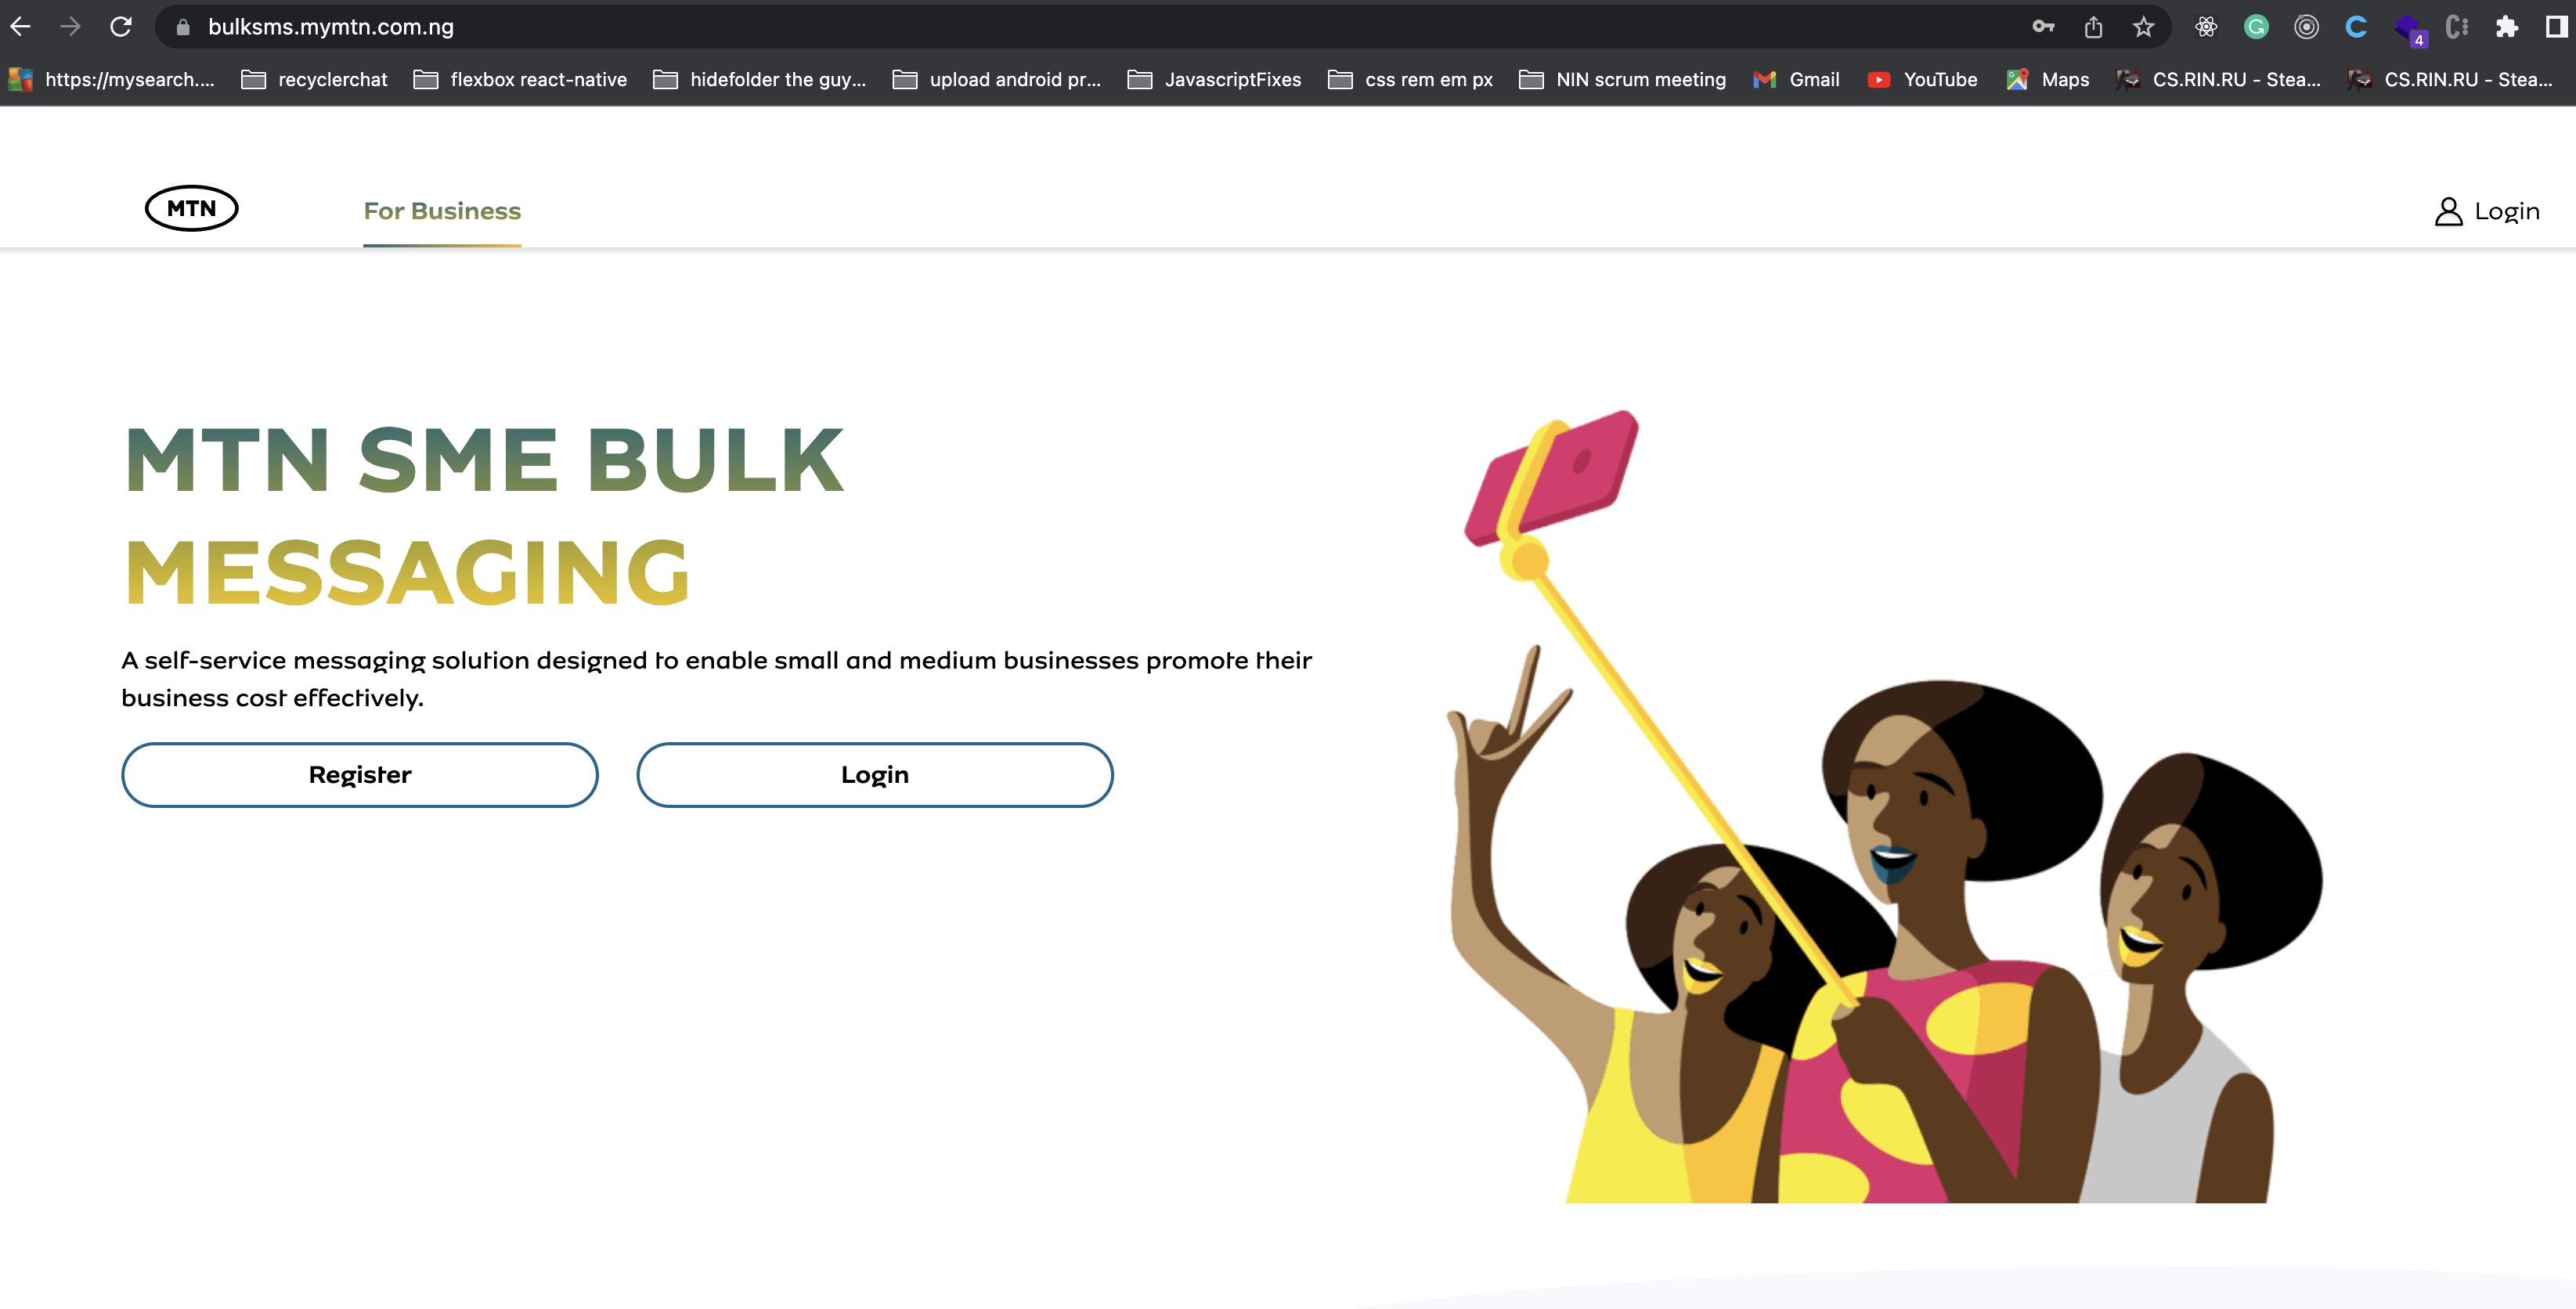 bulksms.mymtn.com.ng
4
https://mysearch.... recyclerchat flexbox react-native hidefolder the guy... upload android pr... JavascriptFixes css rem em px NIN scrum meeting Gmail YouTube Maps CS.RIN.RU - Stea... CS.RIN.RU - Stea...
MTN For Business Login
MTN SME BULK
MESSAGING
A self-service messaging solution designed to enable small and medium businesses promote their
business cost effectively.
Register Login